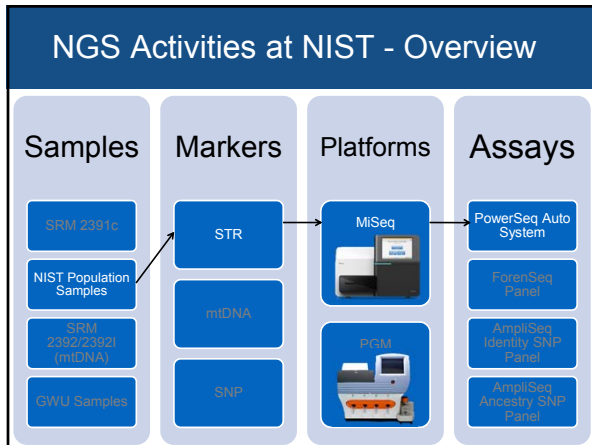 NGS Activities at NIST - Overview
Samples
SRM 2391c
NIST Population
Samples
SRM
2392/2392I
(mtDNA)
GWU Samples
Markers
STR
mtDNA
SNP
Platforms
MiSeq
PGM
Assays
PowerSeq Auto
System
ForenSeq
Panel
AmpliSeq
Identity SNP
Panel
AmpliSeq
Ancestry SNP
Panel